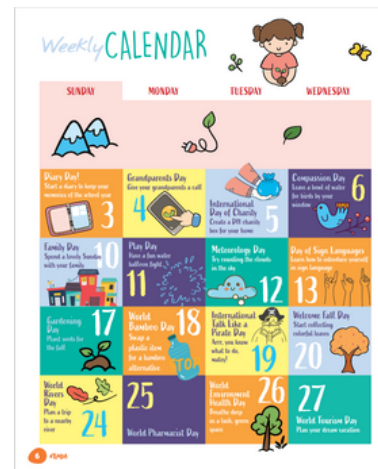 Weekly CALENDAR
SUNDAY MONDAY TUESDAY WEDNESDAY
Diary Day!
Start a diary to keep your
memories of the school year
3
Grandparents Day
Give your grandparents a call
4
International
Day of Charity
Create a DIY charity
box for your home
5
Compassion Day
Leave a bowl of water
for birds by your
window
6
Family Day
Spend a lovely Sunday
with your family
10
Play Day
Have a fun water
balloon fight
11
Meteorology Day
Try counting the clouds
in the sky
12
Day of Sign Languages
Learn how to introduce yourself
in sign language
13
Gardening
Day
Plant seeds for
the fall
17
World
Bamboo Day
Swap a
plastic item
for a bamboo
alternative
18
International
Talk Like a
Pirate Day
you
know
what to do,
matey!
19
Welcome Fall Day
Start collecting
colorful leaves
20
World
Rivers
Day
Plan a trip
to a nearby
river
24
25
World Pharmacist Day
World
Environment
Health Day
Breathe deep
in a lush, green
space
26
27
World Tourism Day
Plan your dream vacation
6